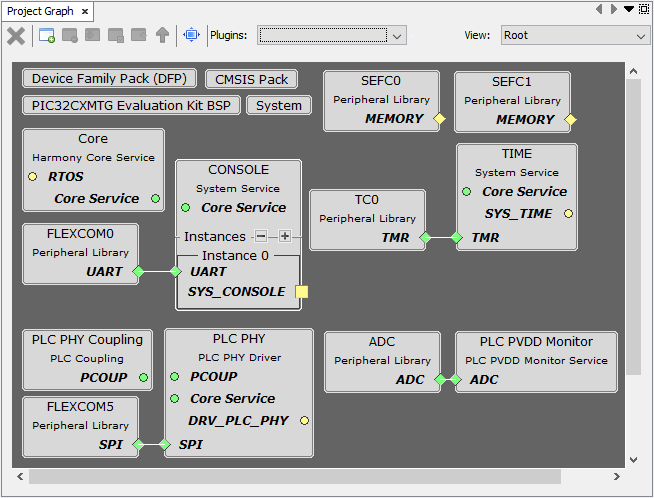 Project Graph ×
Plugins:
View: Root
Device Family Pack (DFP)
CMSIS Pack
PIC32CXMTG Evaluation Kit BSP
System
SEFC0
Peripheral Library
MEMORY
SEFC1
Peripheral Library
MEMORY
Core
Harmony Core Service
RTOS
Core Service
CONSOLE
System Service
Core Service
Instances
Instance 0
UART
SYS_CONSOLE
TIME
System Service
Core Service
SYS_TIME
TMR
TC0
Peripheral Library
TMR
FLEXCOM0
Peripheral Library
UART
PLC PHY Coupling
PLC Coupling
PCOUP
PLC PHY
PLC PHY Driver
PCOUP
Core Service
DRV_PLC_PHY
SPI
ADC
Peripheral Library
ADC
PLC PVDD Monitor
PLC PVDD Monitor Service
ADC
FLEXCOM5
Peripheral Library
SPI